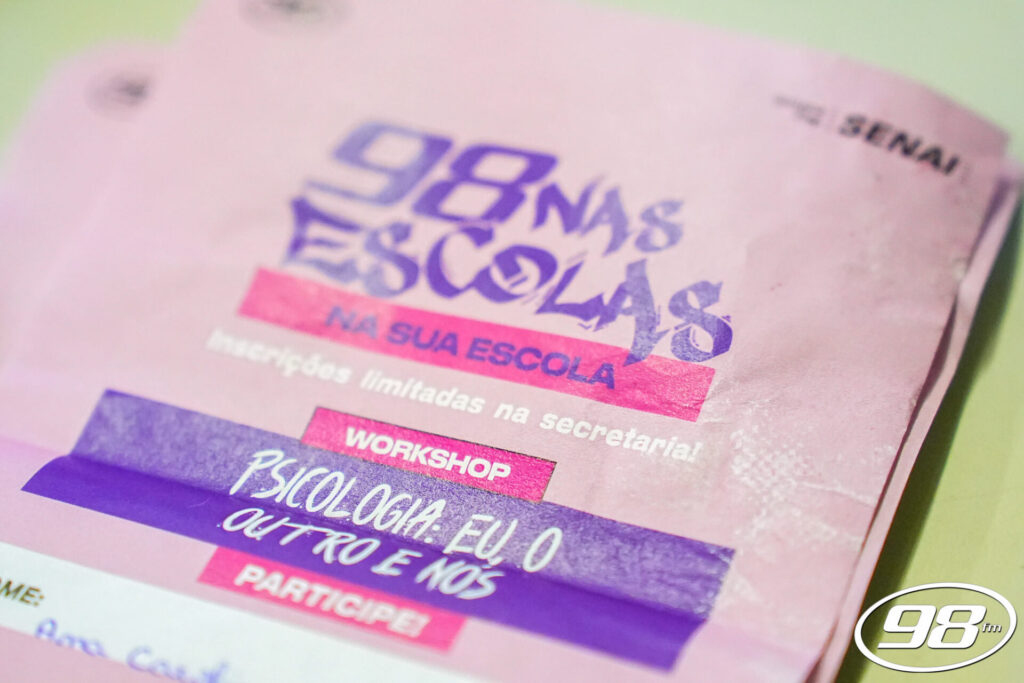 SENAI
98 NAS
ESCOLAS
NA SUA ESCOLA
Inscrições limitadas na secretaria!
WORKSHOP
PSICOLOGIA: EU, O
OUTRO E NÓS
PARTICIPE!
OME:
98 fm